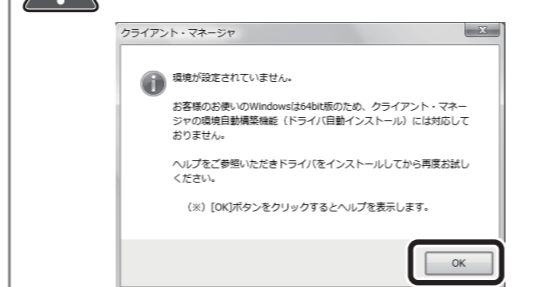 クライアント・マネージャ
環境が設定されていません。
お客様のお使いのWindowsは64bit版のため、クライアント・マネー
ジャの環境自動構築機能（ドライバ自動インストール）には対応して
おりません。
ヘルプをご参照いただきドライバをインストールしてから再度お試し
ください。
（※）[OK]ボタンをクリックするとヘルプを表示します。
OK